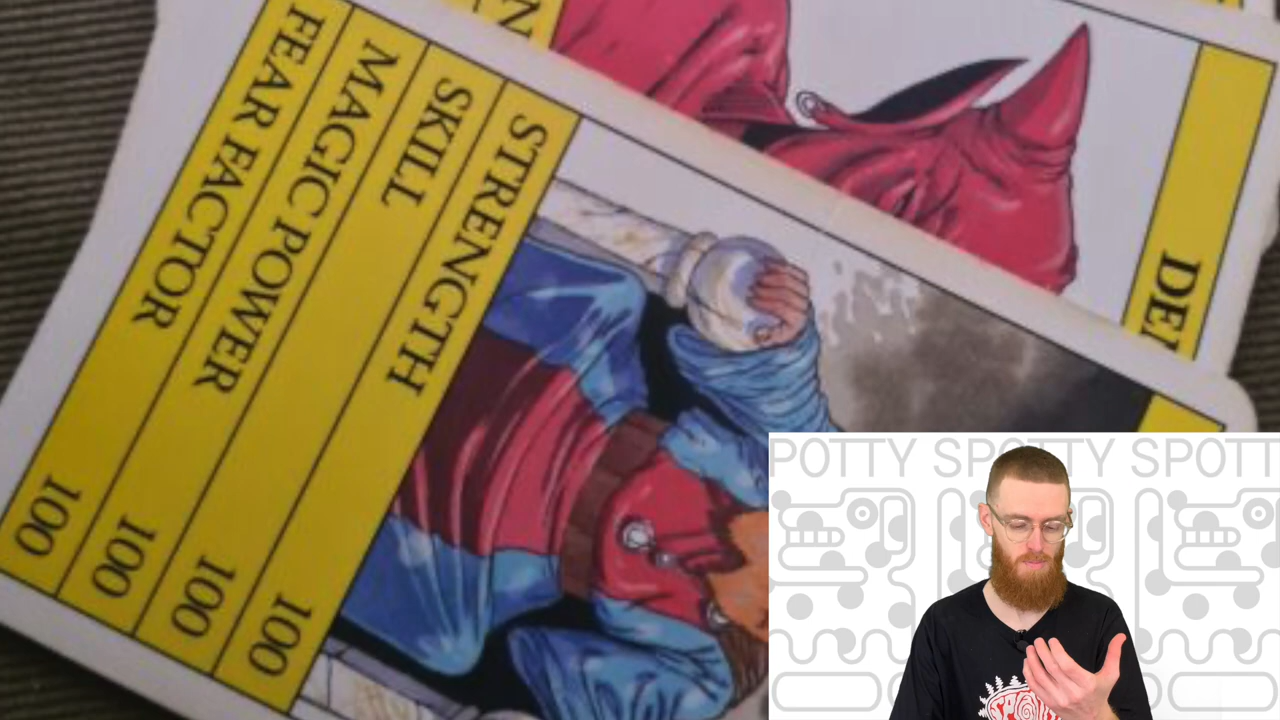 STRENGTH 100
SKILL 100
MAGIC POWER 100
FEAR FACTOR 100
POTTY SPOTTY SPOTT